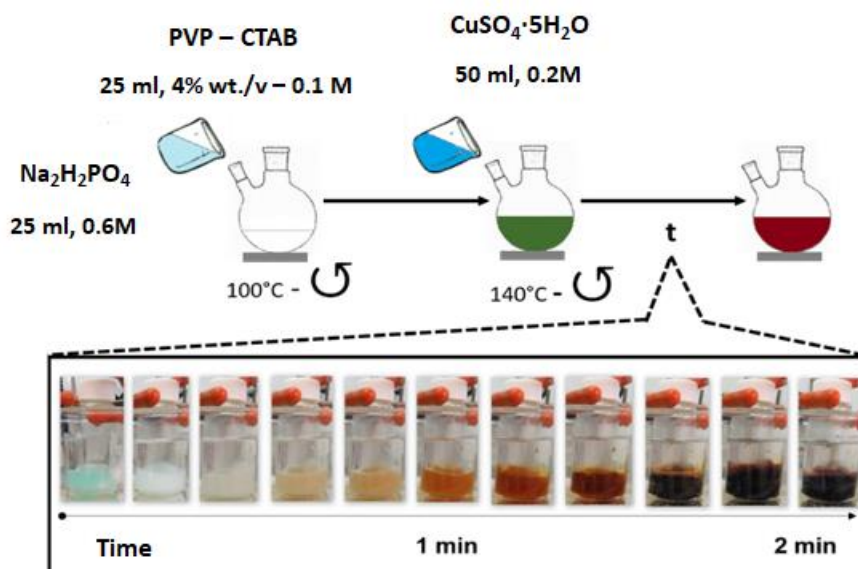 PVP – CTAB
25 ml, 4% wt./v – 0.1 M
CuSO₄·5H₂O
50 ml, 0.2M
Na₂H₂PO₄
25 ml, 0.6M
t
100°C -
140°C -
Time
1 min
2 min